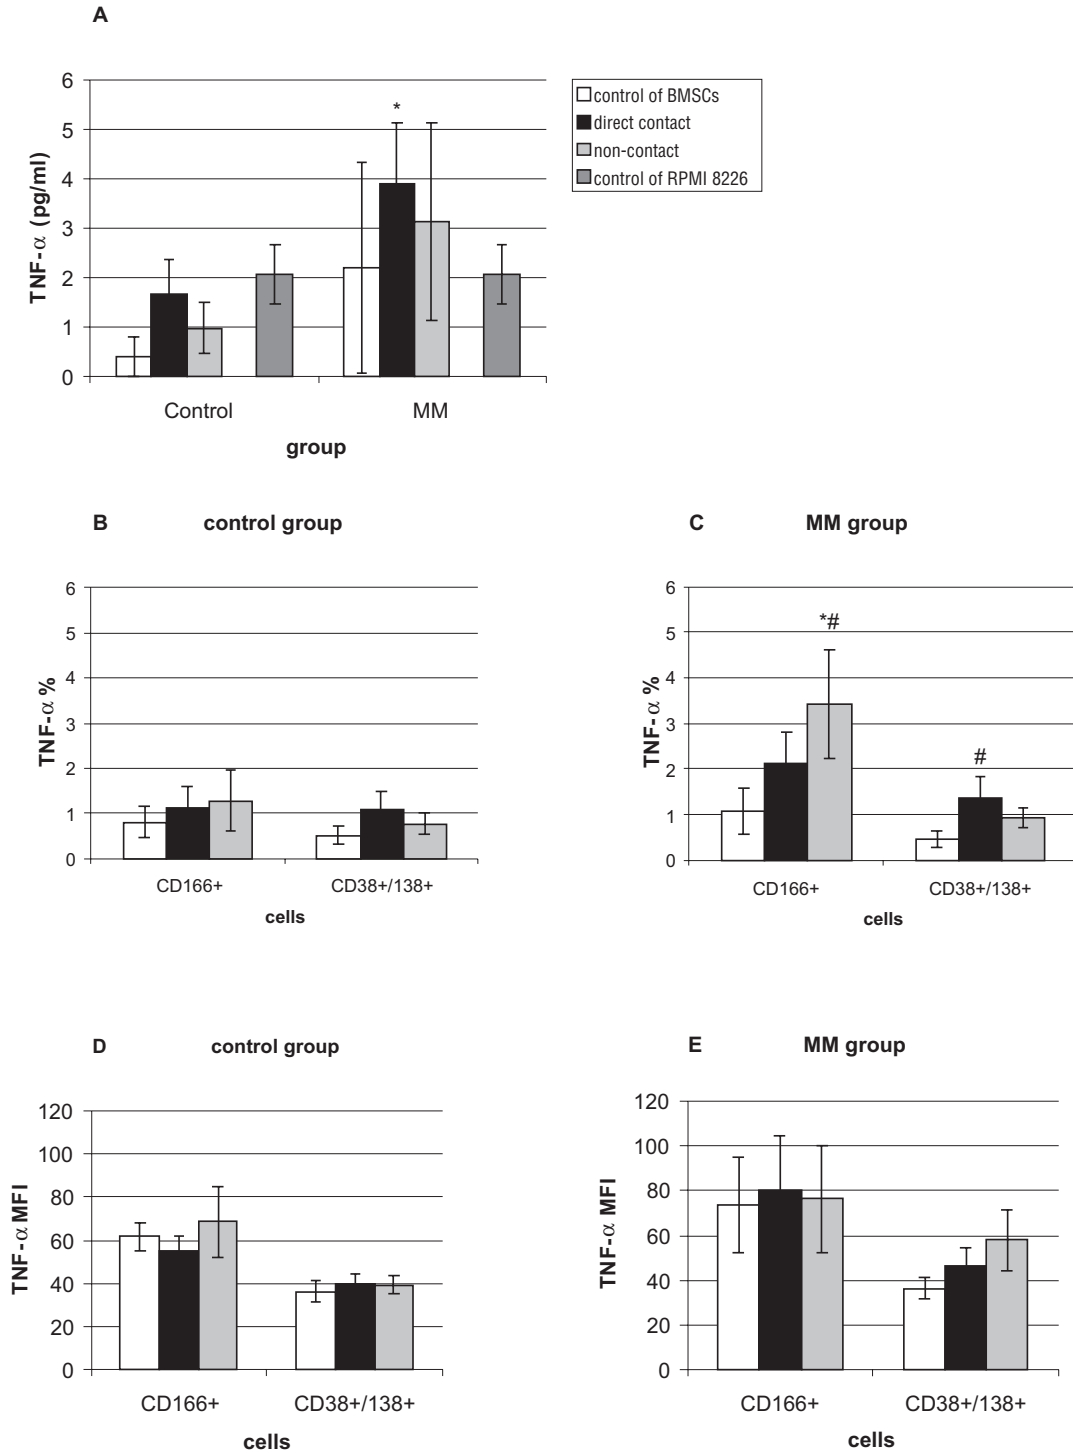 A
TNF-α (pg/ml)
6
5
4
3
2
1
0
*
Control
MM
group
control of BMSCs
direct contact
non-contact
control of RPMI 8226
B
control group
TNF-α %
6
5
4
3
2
1
0
CD166+
CD38+/138+
cells
C
MM group
TNF-α %
6
5
4
3
2
1
0
*#
#
CD166+
CD38+/138+
cells
D
control group
TNF-α MFI
120
100
80
60
40
20
0
CD166+
CD38+/138+
cells
E
MM group
TNF-α MFI
120
100
80
60
40
20
0
CD166+
CD38+/138+
cells